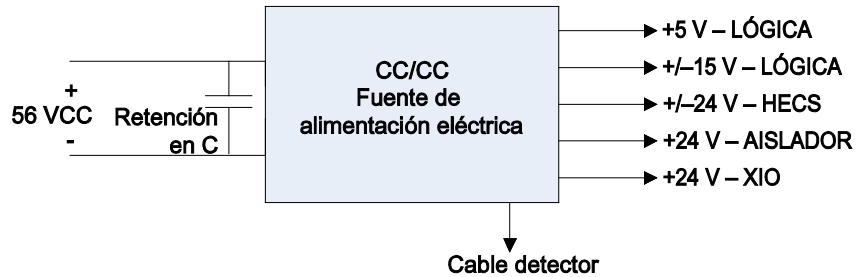 +5 V – LÓGICA
+/–15 V – LÓGICA
+/–24 V – HECS
+24 V – AISLADOR
+24 V – XIO
CC/CC
Fuente de
alimentación eléctrica
+
56 VCC
-
Retención
en C
Cable detector